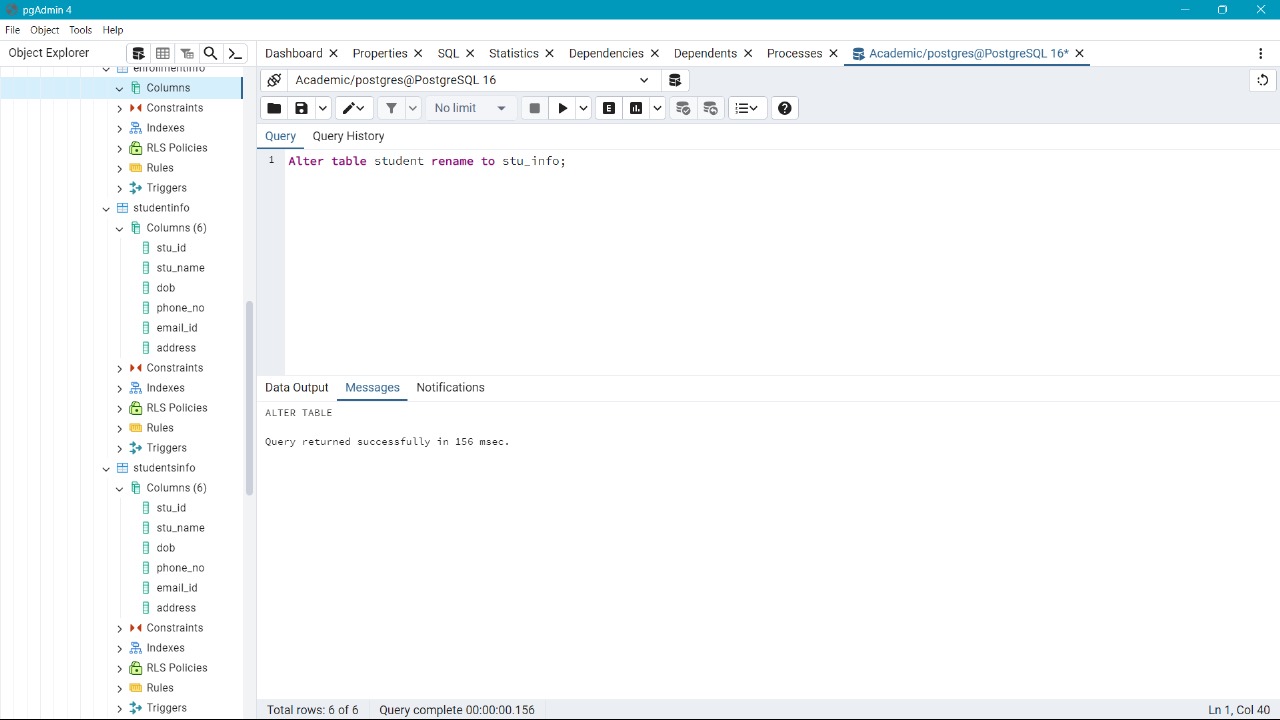 pgAdmin 4
File Object Tools Help
Object Explorer
Dashboard Properties SQL Statistics Dependencies Dependents Processes Academic/postgres@PostgreSQL 16*
enrollmentinfo
Columns
Constraints
Indexes
RLS Policies
Rules
Triggers
studentinfo
Columns (6)
stu_id
stu_name
dob
phone_no
email_id
address
Constraints
Indexes
RLS Policies
Rules
Triggers
studentsinfo
Columns (6)
stu_id
stu_name
dob
phone_no
email_id
address
Constraints
Indexes
RLS Policies
Rules
Triggers
Academic/postgres@PostgreSQL 16
No limit
E
Query Query History
1 Alter table student rename to stu_info;
Data Output Messages Notifications
ALTER TABLE
Query returned successfully in 156 msec.
Total rows: 6 of 6 Query complete 00:00:00.156 Ln 1, Col 40